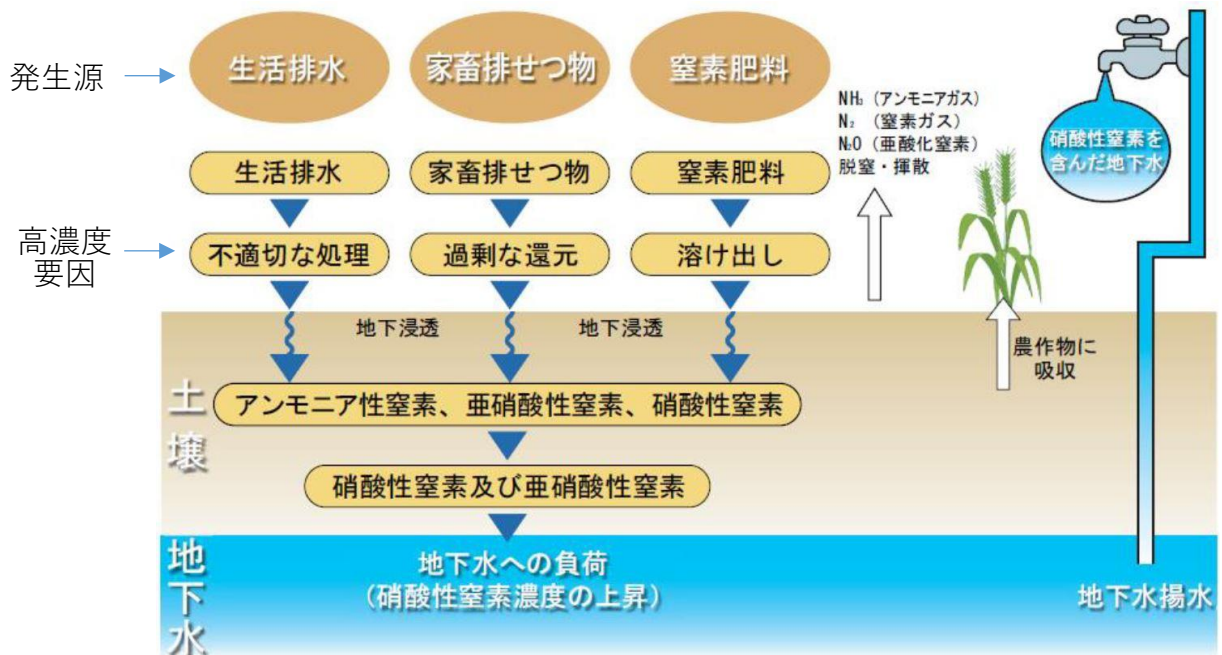 発生源
生活排水
家畜排せつ物
窒素肥料
生活排水
家畜排せつ物
窒素肥料
高濃度
要因
不適切な処理
過剰な還元
溶け出し
NH₃（アンモニアガス）
N₂（窒素ガス）
N₂O（亜酸化窒素）
脱窒・揮散
硝酸性窒素を
含んだ地下水
地下浸透
地下浸透
農作物に
吸収
土壌
アンモニア性窒素、亜硝酸性窒素、硝酸性窒素
硝酸性窒素及び亜硝酸性窒素
地下水
地下水への負荷
（硝酸性窒素濃度の上昇）
地下水揚水